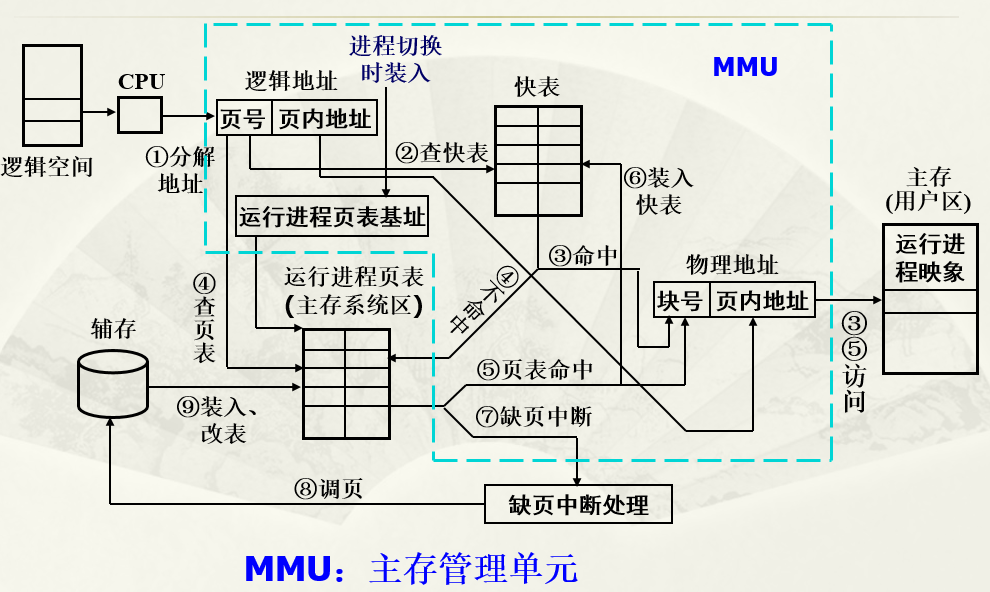 进程切换
时装入
MMU
CPU
逻辑地址
快表
页号 页内地址
逻辑空间
①分解
地址
②查快表
⑥装入
快表
主存
(用户区)
运行进程页表基址
运行进
程映象
③命中
④不命中
物理地址
块号 页内地址
运行进程页表
(主存系统区)
④查页表
辅存
③⑤访问
⑤页表命中
⑨装入、
改表
⑦缺页中断
⑧调页
缺页中断处理
MMU：主存管理单元